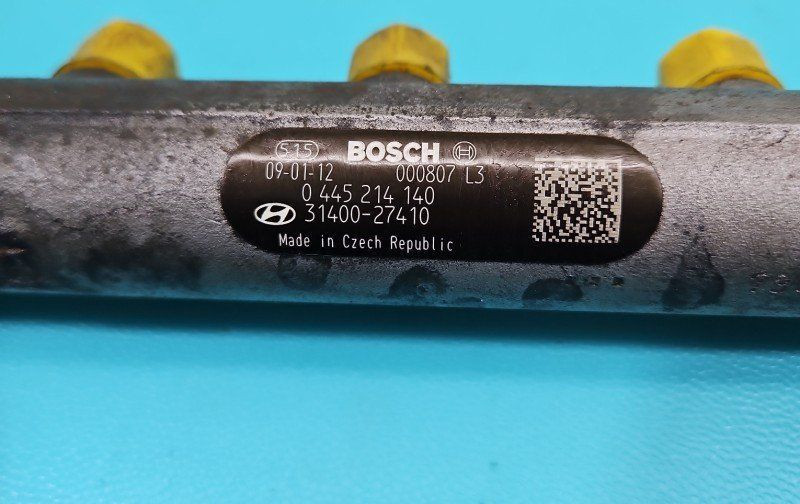 515 BOSCH
09-01-12 000807 L3
0 445 214 140
31400-27410
Made in Czech Republic